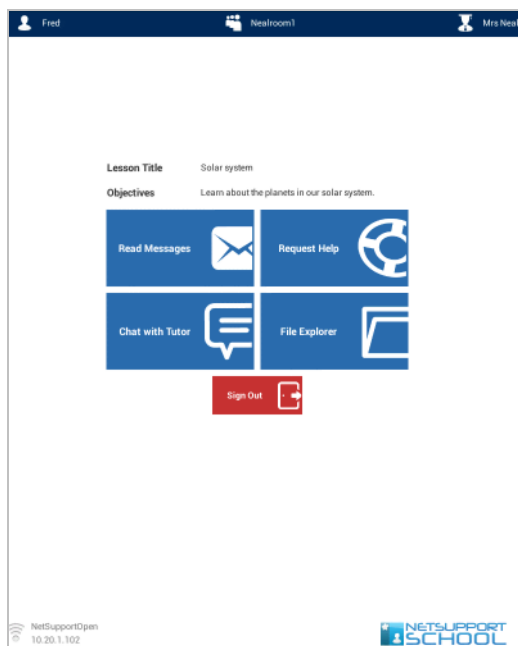 Fred Nealroom1 Mrs Neal
Lesson Title Solar system
Objectives Learn about the planets in our solar system.
Read Messages Request Help
Chat with Tutor File Explorer
Sign Out
NetSupportOpen
10.20.1.102
NETSUPPORT
SCHOOL